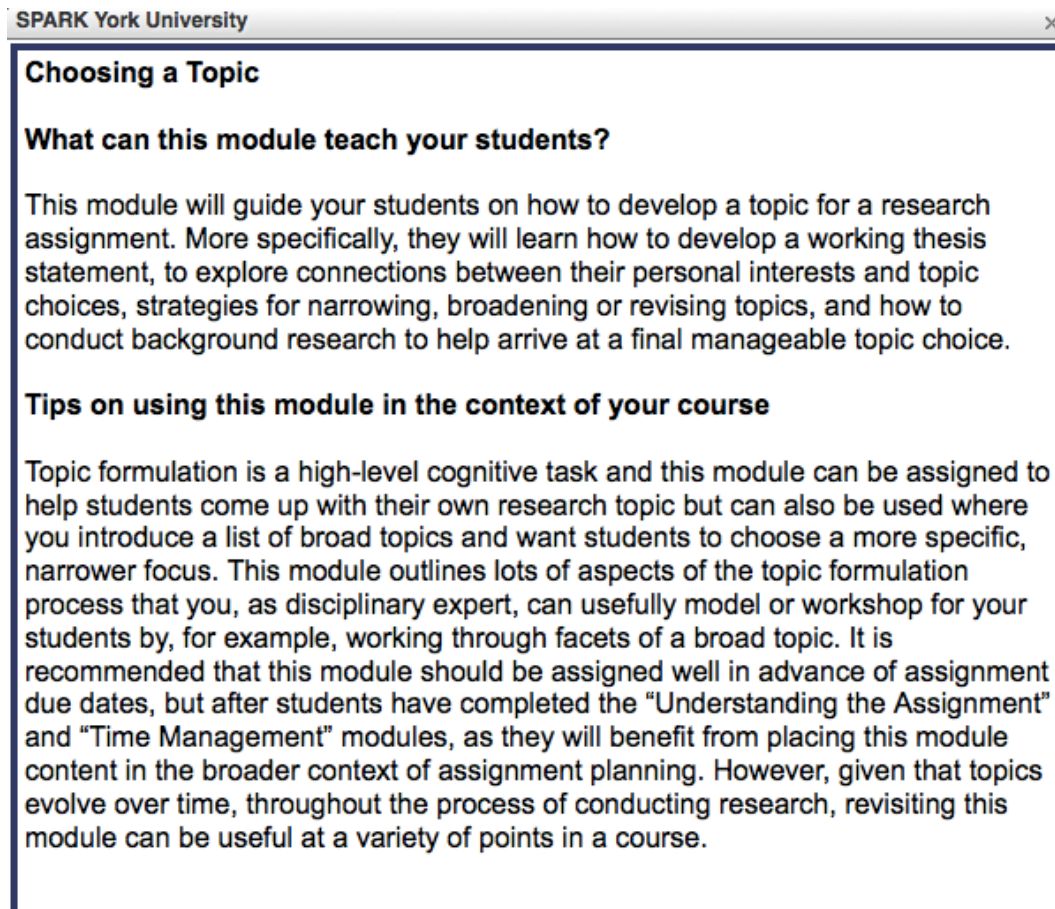 SPARK York University
Choosing a Topic
What can this module teach your students?
This module will guide your students on how to develop a topic for a research
assignment. More specifically, they will learn how to develop a working thesis
statement, to explore connections between their personal interests and topic
choices, strategies for narrowing, broadening or revising topics, and how to
conduct background research to help arrive at a final manageable topic choice.
Tips on using this module in the context of your course
Topic formulation is a high-level cognitive task and this module can be assigned to
help students come up with their own research topic but can also be used where
you introduce a list of broad topics and want students to choose a more specific,
narrower focus. This module outlines lots of aspects of the topic formulation
process that you, as disciplinary expert, can usefully model or workshop for your
students by, for example, working through facets of a broad topic. It is
recommended that this module should be assigned well in advance of assignment
due dates, but after students have completed the “Understanding the Assignment”
and “Time Management” modules, as they will benefit from placing this module
content in the broader context of assignment planning. However, given that topics
evolve over time, throughout the process of conducting research, revisiting this
module can be useful at a variety of points in a course.